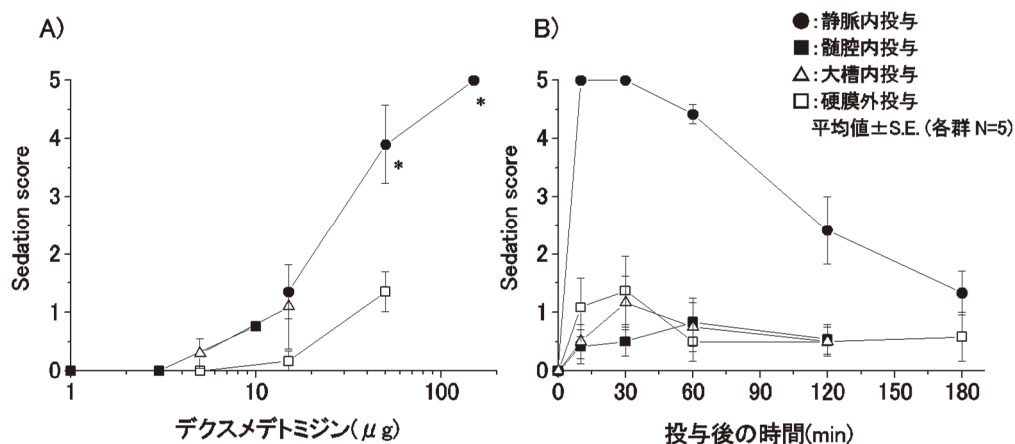 A)
B)
●:静脈内投与
■:髄腔内投与
△:大槽内投与
□:硬膜外投与
平均値±S.E.(各群 N=5)
Sedation score
5
4
3
2
1
0
*
*
1
10
100
デクスメデトミジン(μg)
Sedation score
5
4
3
2
1
0
0
30
60
90
120
150
180
投与後の時間(min)